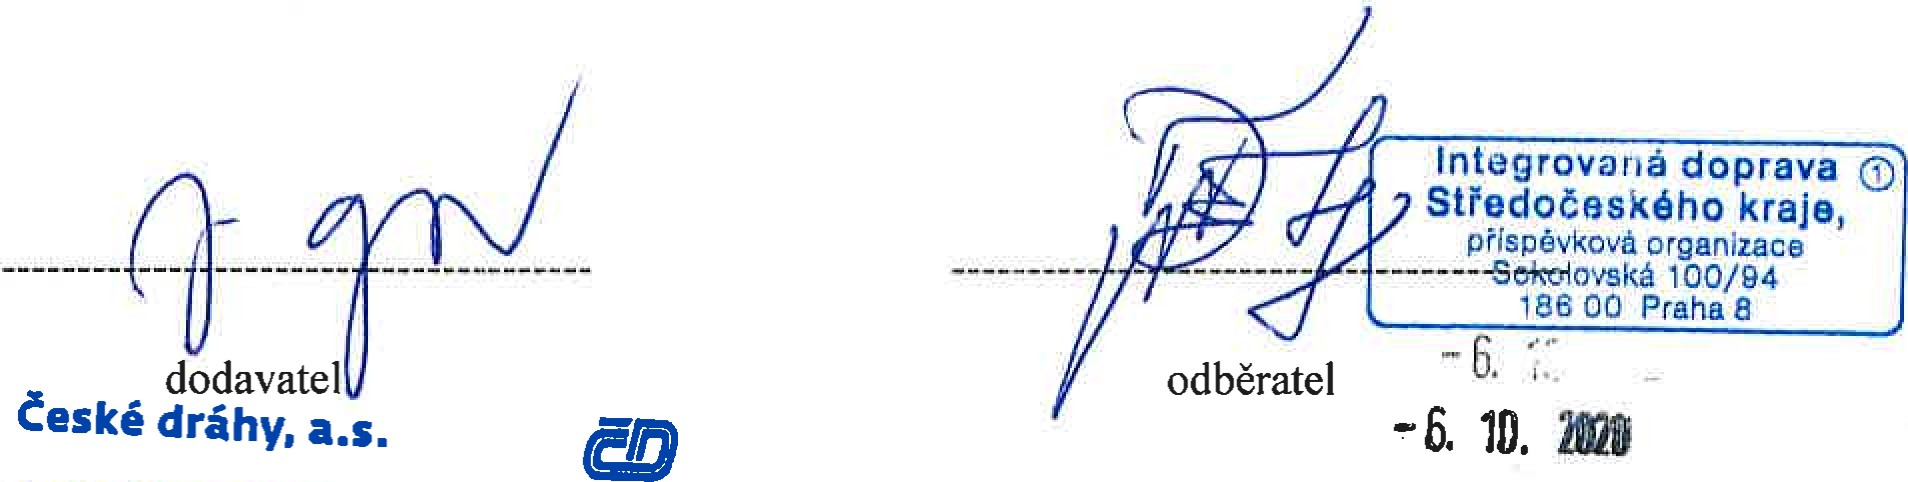 dodavatel
České dráhy, a.s.
ČD
Integrovaná doprava
Středočeského kraje,
příspěvková organizace
Sokolovská 100/94
186 00 Praha 8
1
odběratel
-6.
-6. 10. 2020